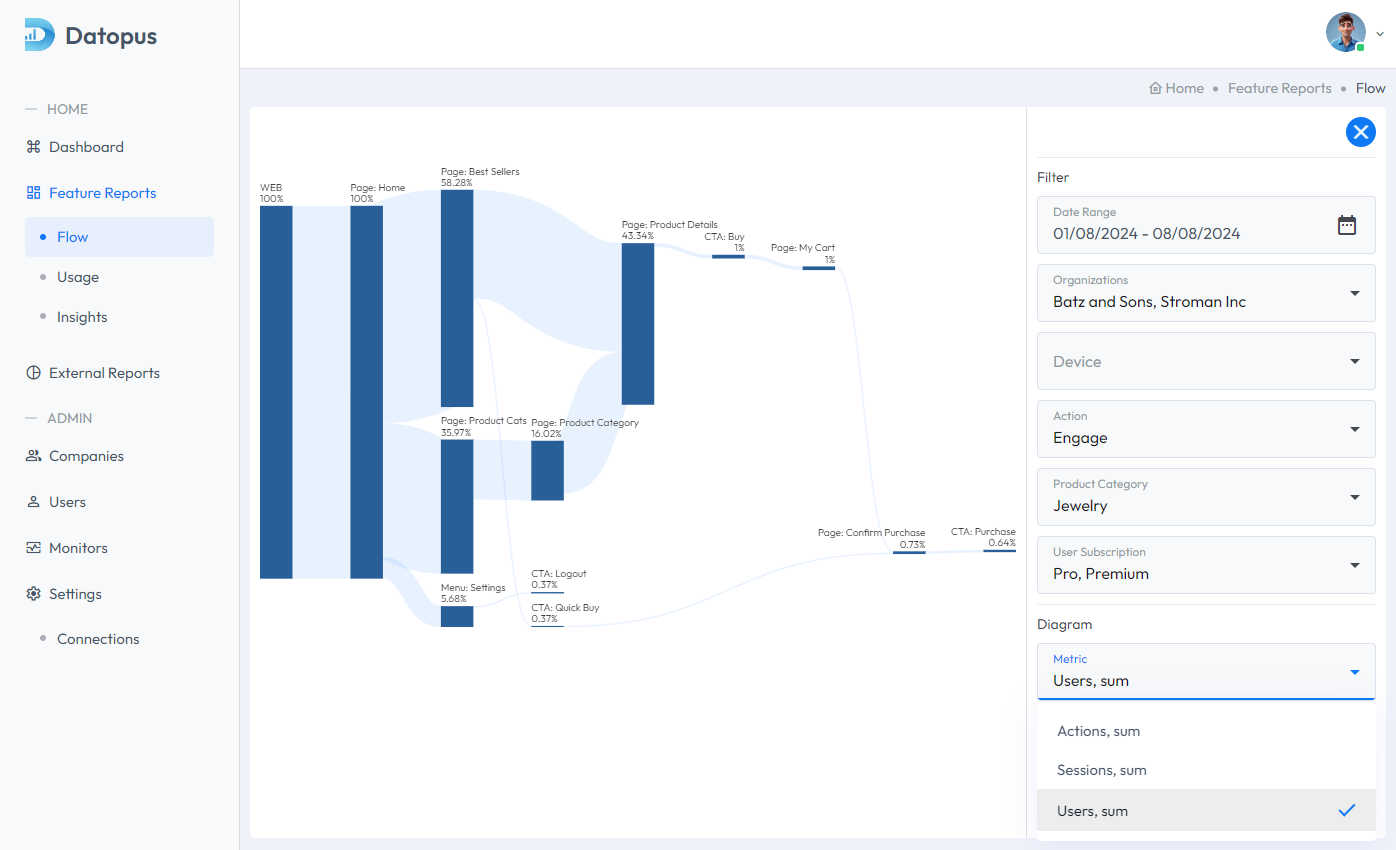 Datopus
HOME
Dashboard
Feature Reports
Flow
Usage
Insights
External Reports
ADMIN
Companies
Users
Monitors
Settings
Connections
Home • Feature Reports • Flow
WEB
100%
Page: Home
100%
Page: Best Sellers
58.28%
Page: Product Details
43.34%
CTA: Buy
1%
Page: My Cart
1%
Page: Product Cats
35.97%
Page: Product Category
16.02%
Page: Confirm Purchase
0.73%
CTA: Purchase
0.64%
Menu: Settings
5.68%
CTA: Logout
0.37%
CTA: Quick Buy
0.37%
Filter
Date Range
01/08/2024 - 08/08/2024
Organizations
Batz and Sons, Stroman Inc
Device
Action
Engage
Product Category
Jewelry
User Subscription
Pro, Premium
Diagram
Metric
Users, sum
Actions, sum
Sessions, sum
Users, sum